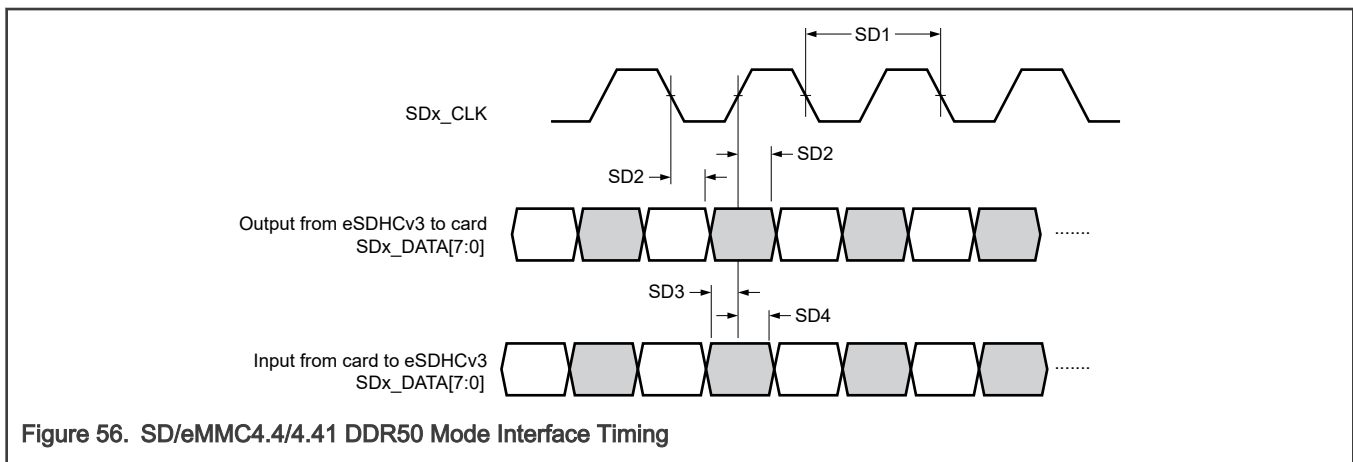 SD1
SDx_CLK
SD2
SD2
Output from eSDHCv3 to card
SDx_DATA[7:0]
.......
SD3
SD4
Input from card to eSDHCv3
SDx_DATA[7:0]
.......
Figure 56. SD/eMMC4.4/4.41 DDR50 Mode Interface Timing